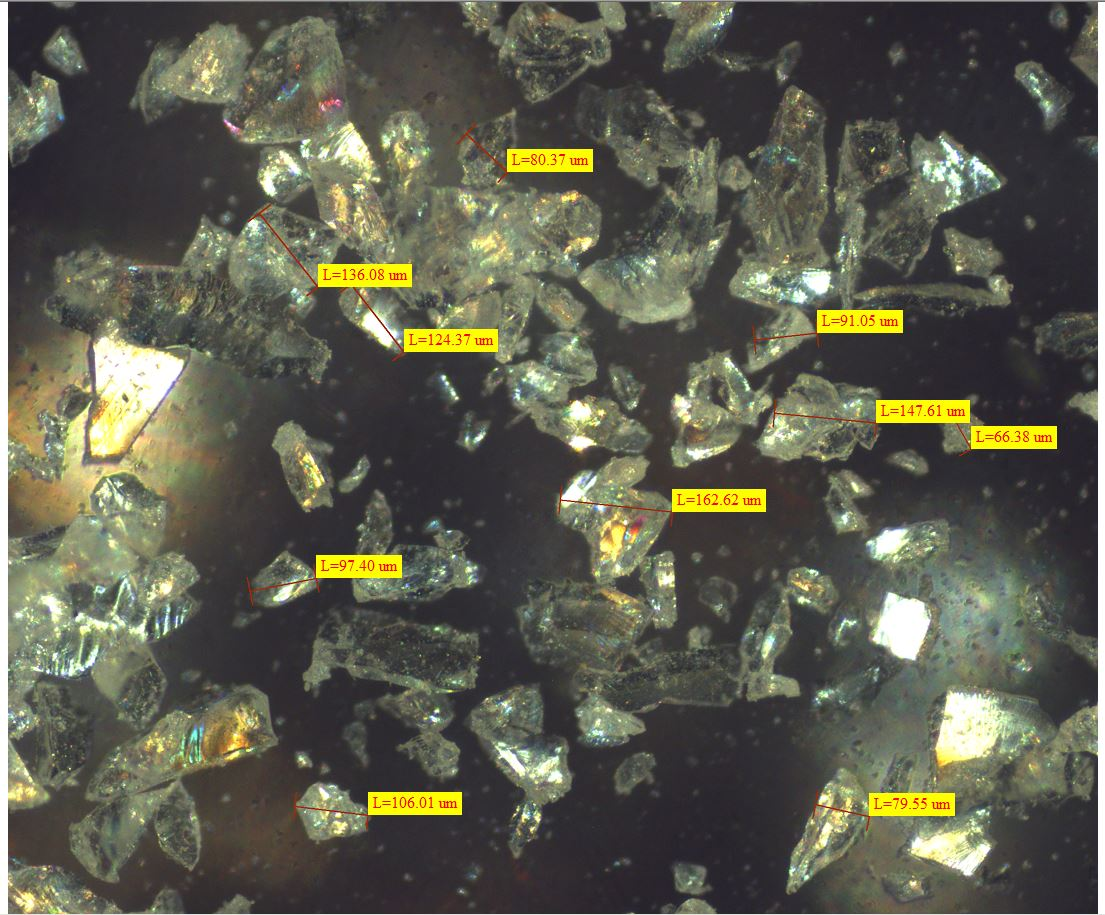 L=80.37 um
L=136.08 um
L=124.37 um
L=91.05 um
L=147.61 um
L=66.38 um
L=162.62 um
L=97.40 um
L=106.01 um
L=79.55 um